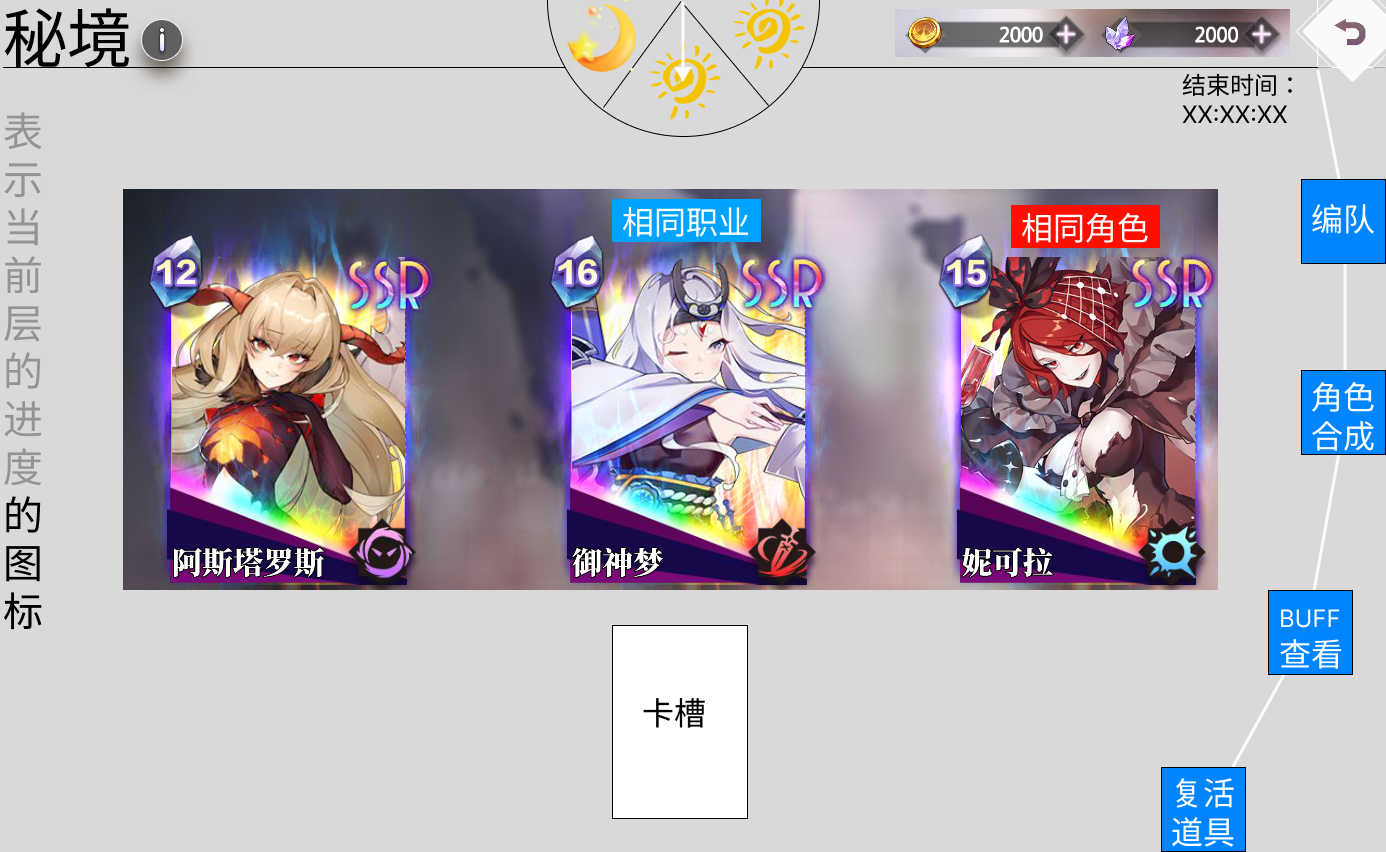 秘境
i
2000
2000
结束时间：
XX:XX:XX
表示当前层的进度的图标
编队
相同职业
相同角色
12
SSR
16
SSR
15
SSR
角色
合成
阿斯塔罗斯
御神梦
妮可拉
BUFF
查看
卡槽
复活
道具